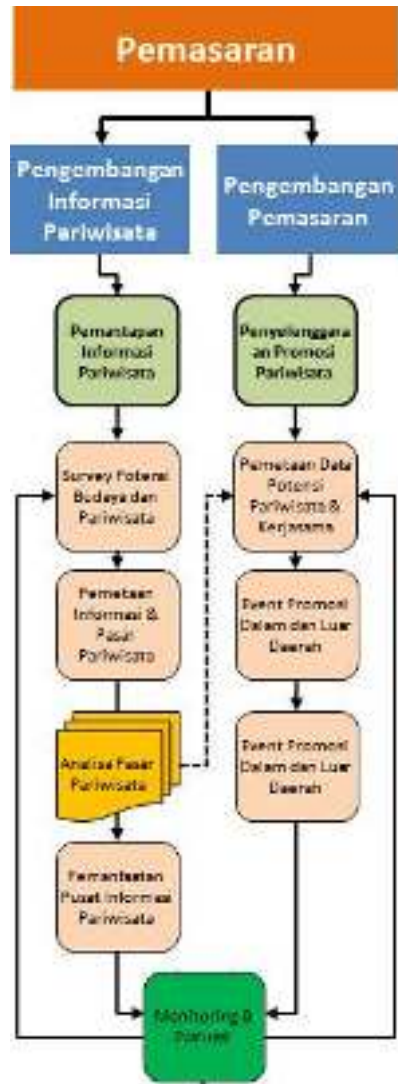 Pemasaran
Pengembangan
Informasi
Pariwisata
Pengembangan
Pemasaran
Pemantapan
Informasi
Pariwisata
Penyelenggara
an Promosi
Pariwisata
Survey Potensi
Budaya dan
Pariwisata
Pemetaan Data
Potensi
Pariwisata &
Kerjasama
Pemetaan
Informasi &
Pasar
Pariwisata
Event Promosi
Dalam dan Luar
Daerah
Analisa Pasar
Pariwisata
Event Promosi
Dalam dan Luar
Daerah
Pemanfaatan
Pusat Informasi
Pariwisata
Monitoring &